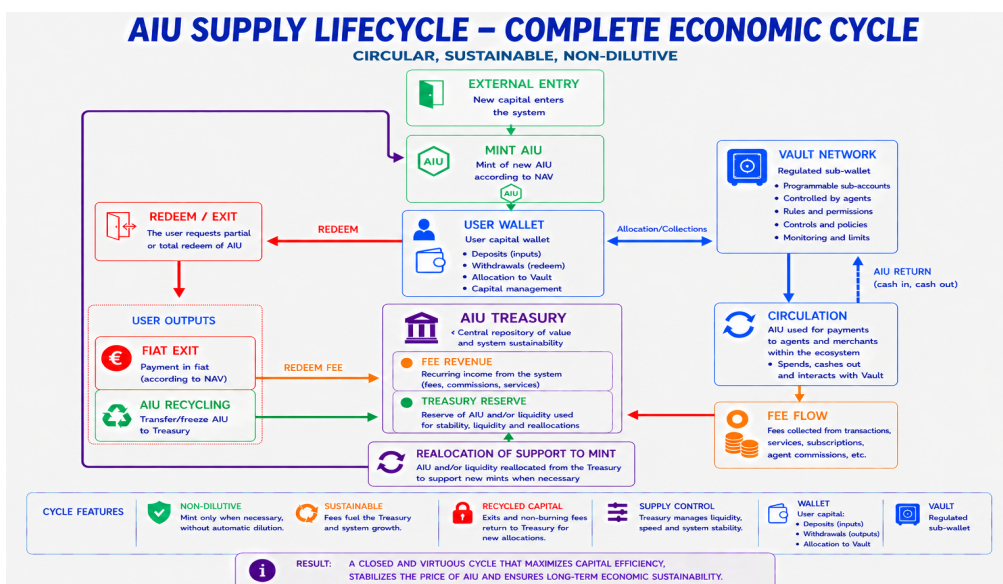 AIU SUPPLY LIFECYCLE – COMPLETE ECONOMIC CYCLE
CIRCULAR, SUSTAINABLE, NON-DILUTIVE
EXTERNAL ENTRY
New capital enters
the system
MINT AIU
Mint of new AIU
according to NAV
AIU
AIU
VAULT NETWORK
Regulated sub-wallet
• Programmable sub-accounts
• Controlled by agents
• Rules and permissions
• Controls and policies
• Monitoring and limits
REDEEM / EXIT
The user requests partial
or total redeem of AIU
REDEEM
USER WALLET
User capital wallet
• Deposits (inputs)
• Withdrawals (redeem)
• Allocation to Vault
• Capital management
Allocation/Collections
AIU RETURN
(cash in, cash out)
USER OUTPUTS
FIAT EXIT
Payment in fiat
(according to NAV)
€
REDEEM FEE
AIU RECYCLING
Transfer/freeze AIU
to Treasury
AIU TREASURY
< Central repository of value
and system sustainability
FEE REVENUE
Recurring income from the system
(fees, commissions, services)
TREASURY RESERVE
Reserve of AIU and/or liquidity used
for stability, liquidity and reallocations
CIRCULATION
AIU used for payments
to agents and merchants
within the ecosystem
• Spends, cashes out
and interacts with Vault
FEE FLOW
Fees collected from transactions,
services, subscriptions,
agent commissions, etc.
REALOCATION OF SUPPORT TO MINT
AIU and/or liquidity reallocated from the Treasury
to support new mints when necessary
CYCLE FEATURES
NON-DILUTIVE
Mint only when necessary,
without automatic dilution.
SUSTAINABLE
Fees fuel the Treasury
and system growth.
RECYCLED CAPITAL
Exits and non-burning fees
return to Treasury for
new allocations.
SUPPLY CONTROL
Treasury manages liquidity,
speed and system stability.
WALLET
User capital:
• Deposits (inputs)
• Withdrawals (outputs)
• Allocation to Vault
VAULT
Regulated
sub-wallet
i
RESULT: A CLOSED AND VIRTUOUS CYCLE THAT MAXIMIZES CAPITAL EFFICIENCY,
STABILIZES THE PRICE OF AIU AND ENSURES LONG-TERM ECONOMIC SUSTAINABILITY.